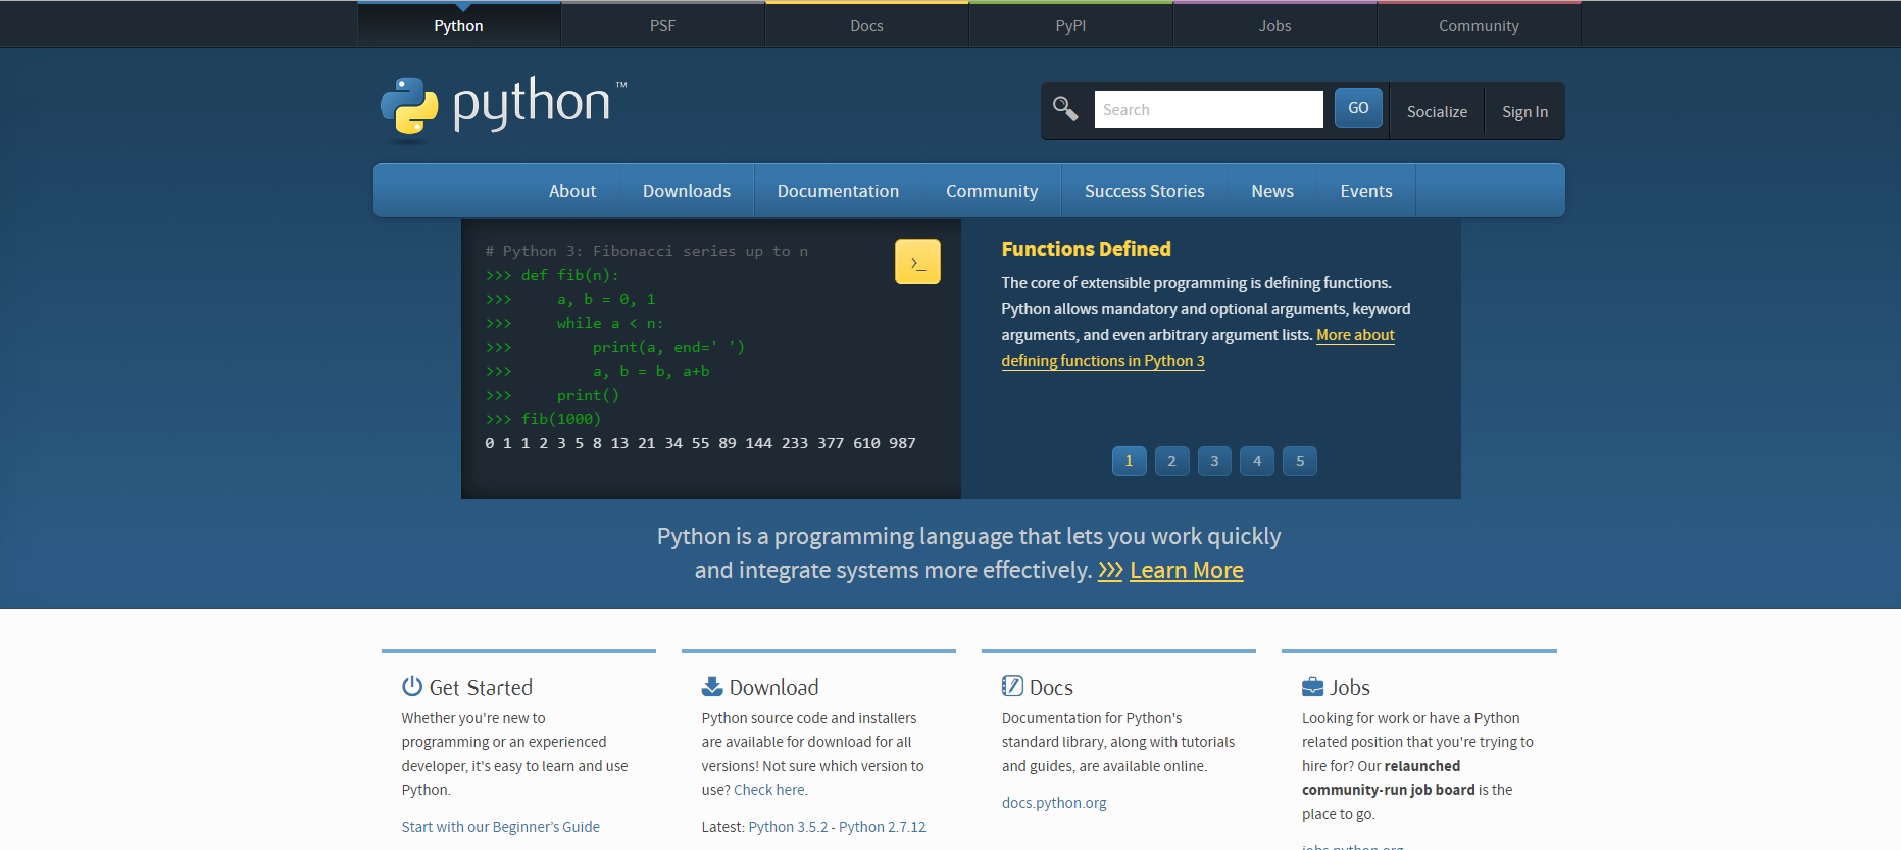 Python
PSF
Docs
PyPI
Jobs
Community
python™
Search
GO
Socialize
Sign In
About
Downloads
Documentation
Community
Success Stories
News
Events
# Python 3: Fibonacci series up to n
>>> def fib(n):
>>>     a, b = 0, 1
>>>     while a < n:
>>>         print(a, end=' ')
>>>         a, b = b, a+b
>>>     print()
>>> fib(1000)
0 1 1 2 3 5 8 13 21 34 55 89 144 233 377 610 987
>_
Functions Defined
The core of extensible programming is defining functions.
Python allows mandatory and optional arguments, keyword
arguments, and even arbitrary argument lists. More about
defining functions in Python 3
1
2
3
4
5
Python is a programming language that lets you work quickly
and integrate systems more effectively. >>> Learn More
Get Started
Whether you're new to
programming or an experienced
developer, it's easy to learn and use
Python.
Start with our Beginner’s Guide
Download
Python source code and installers
are available for download for all
versions! Not sure which version to
use? Check here.
Latest: Python 3.5.2 - Python 2.7.12
Docs
Documentation for Python's
standard library, along with tutorials
and guides, are available online.
docs.python.org
Jobs
Looking for work or have a Python
related position that you're trying to
hire for? Our relaunched
community-run job board is the
place to go.
jobs.python.org